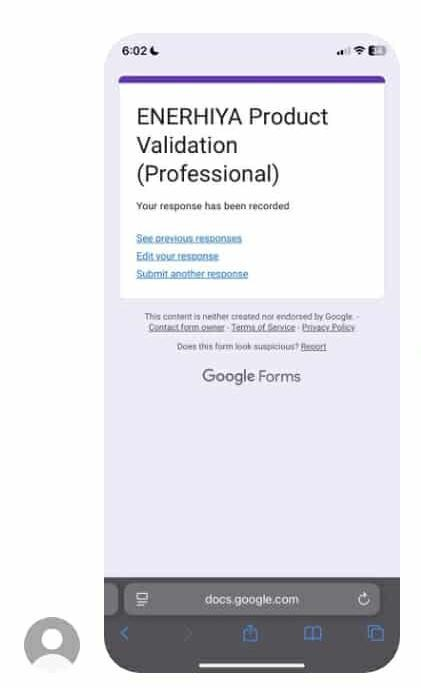 6:02
ENERHIYA Product
Validation
(Professional)
Your response has been recorded
See previous responses
Edit your response
Submit another response
This content is neither created nor endorsed by Google. -
Contact form owner - Terms of Service - Privacy Policy
Does this form look suspicious? Report
Google Forms
docs.google.com